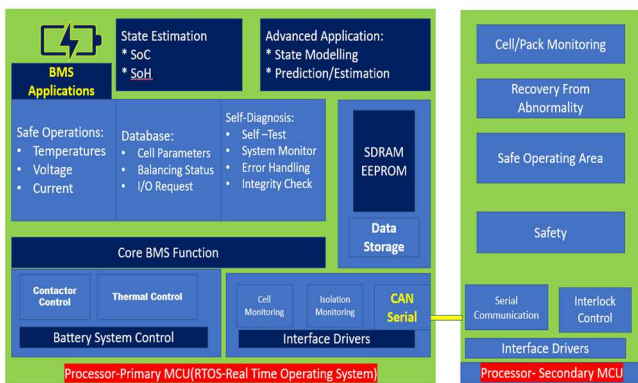 State Estimation
* SoC
* SoH
Advanced Application:
* State Modelling
* Prediction/Estimation
BMS
Applications
Safe Operations:
• Temperatures
• Voltage
• Current
Database:
• Cell Parameters
• Balancing Status
• I/O Request
Self-Diagnosis:
• Self –Test
• System Monitor
• Error Handling
• Integrity Check
SDRAM
EEPROM
Data
Storage
Core BMS Function
Contactor
Control
Thermal Control
Battery System Control
Cell
Monitoring
Isolation
Monitoring
CAN
Serial
Interface Drivers
Processor-Primary MCU(RTOS-Real Time Operating System)
Cell/Pack Monitoring
Recovery From
Abnormality
Safe Operating Area
Safety
Serial
Communication
Interlock
Control
Interface Drivers
Processor- Secondary MCU